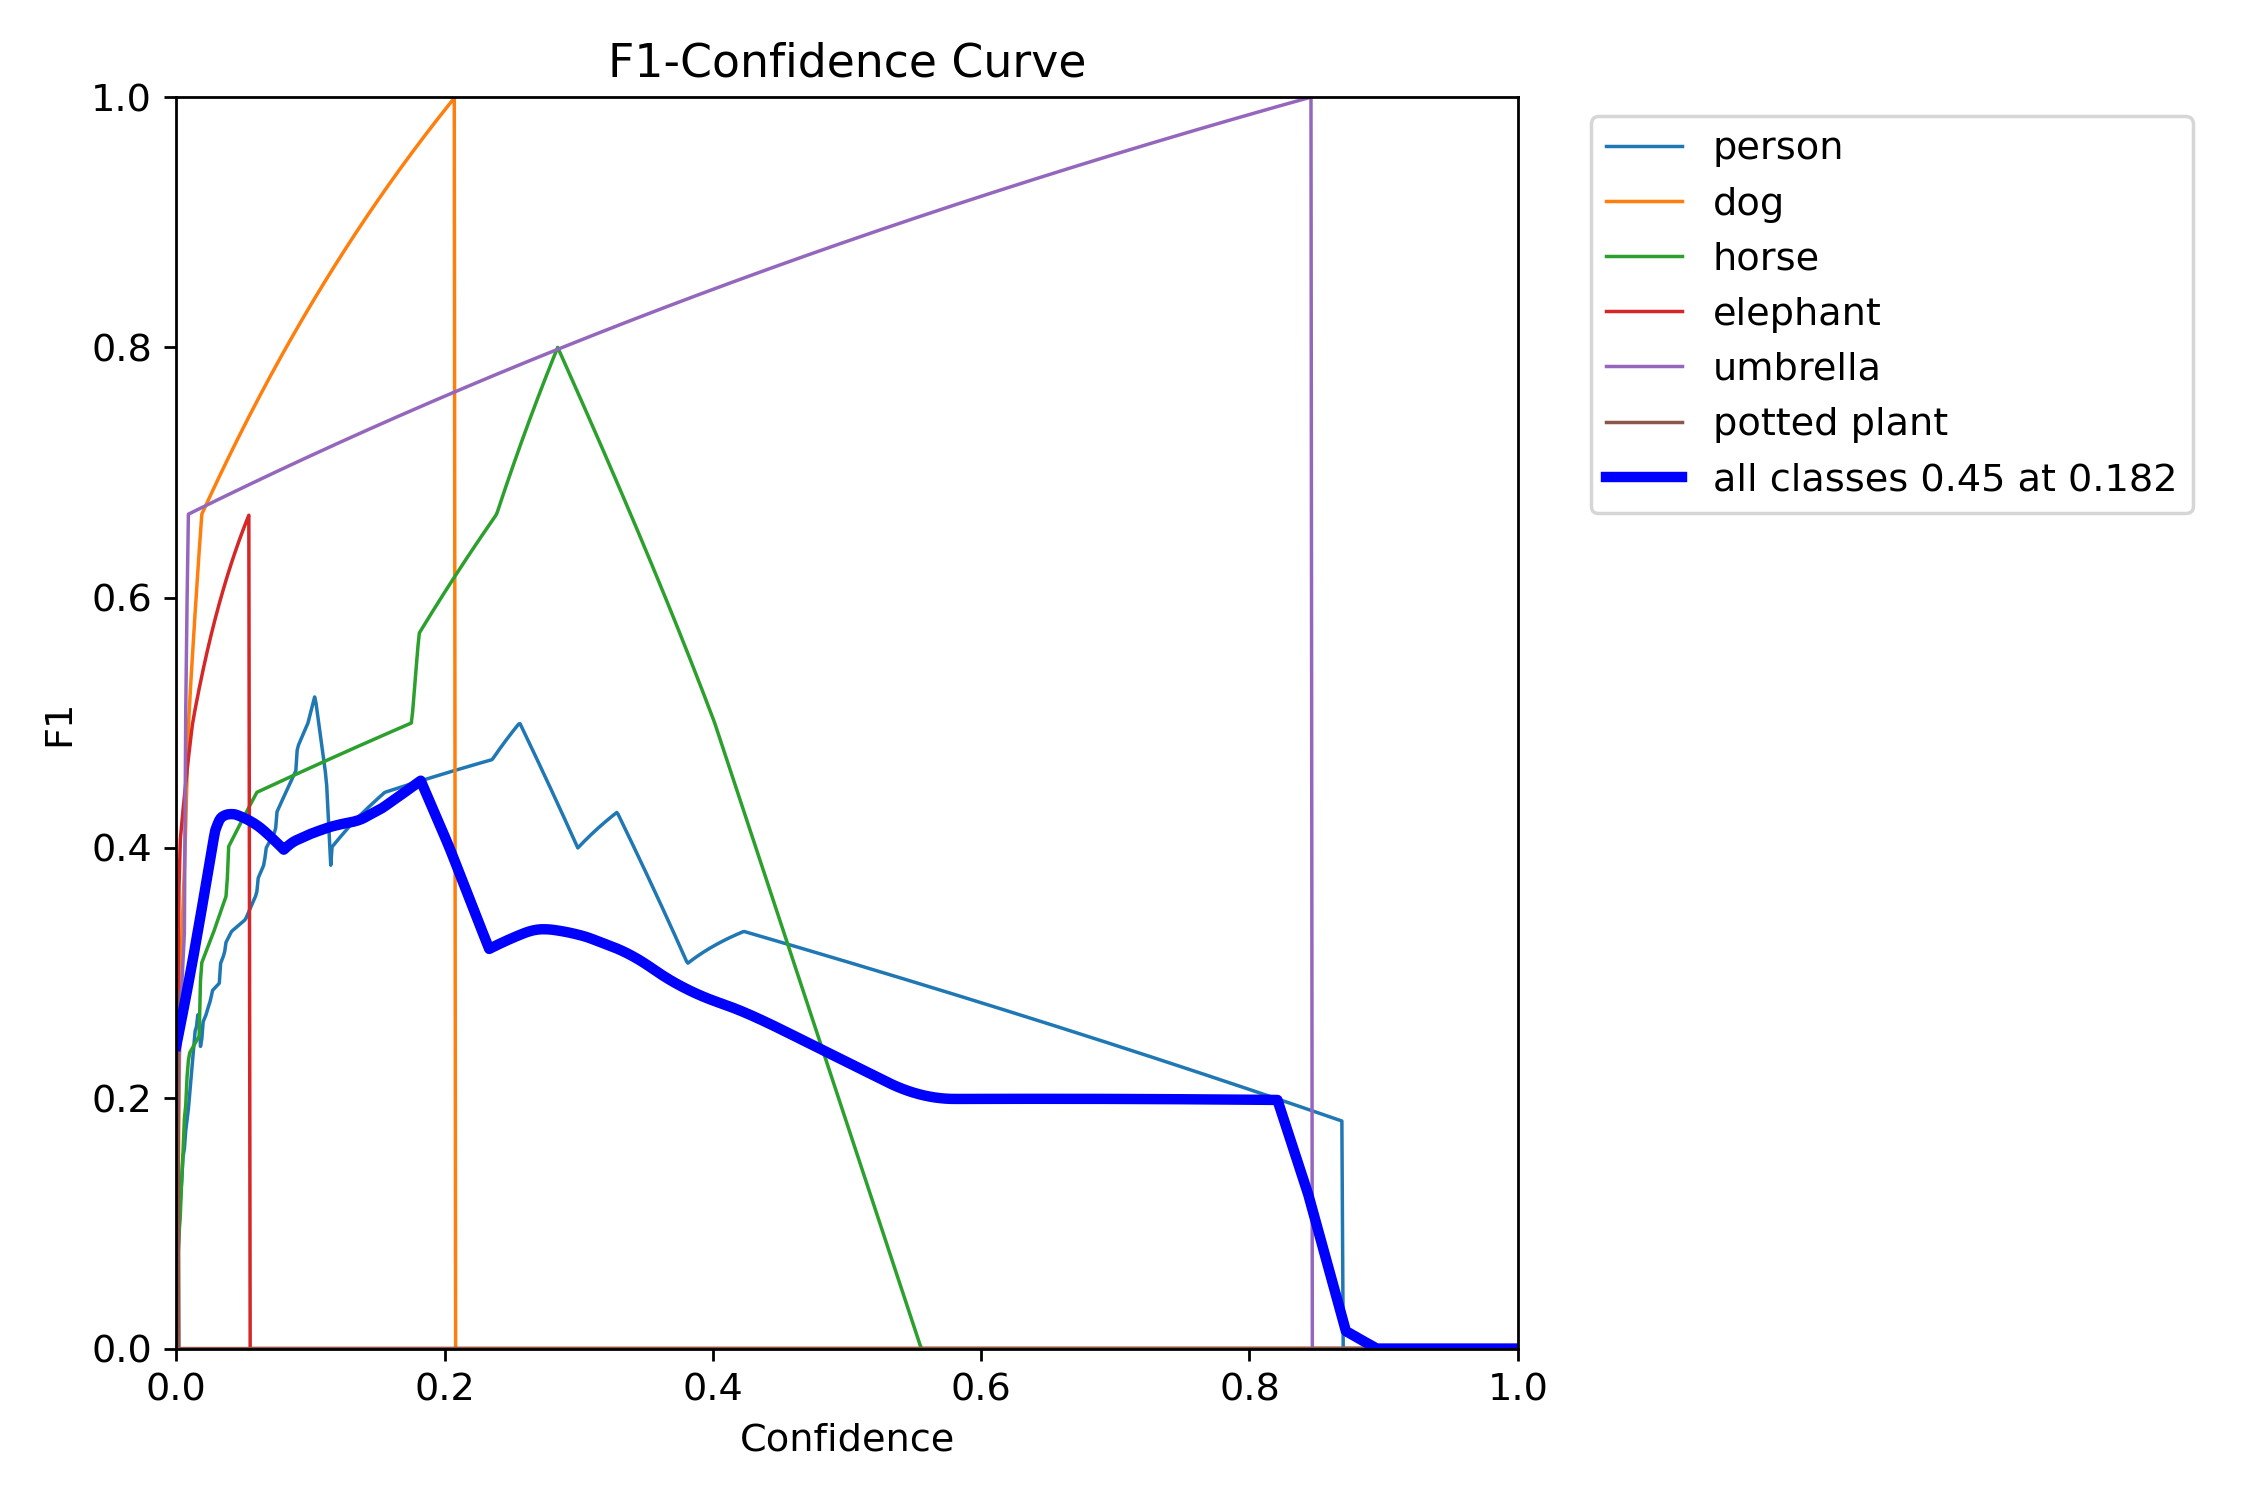 F1-Confidence Curve
1.0
0.8
0.6
0.4
0.2
0.0
F1
0.0 0.2 0.4 0.6 0.8 1.0
Confidence
person
dog
horse
elephant
umbrella
potted plant
all classes 0.45 at 0.182